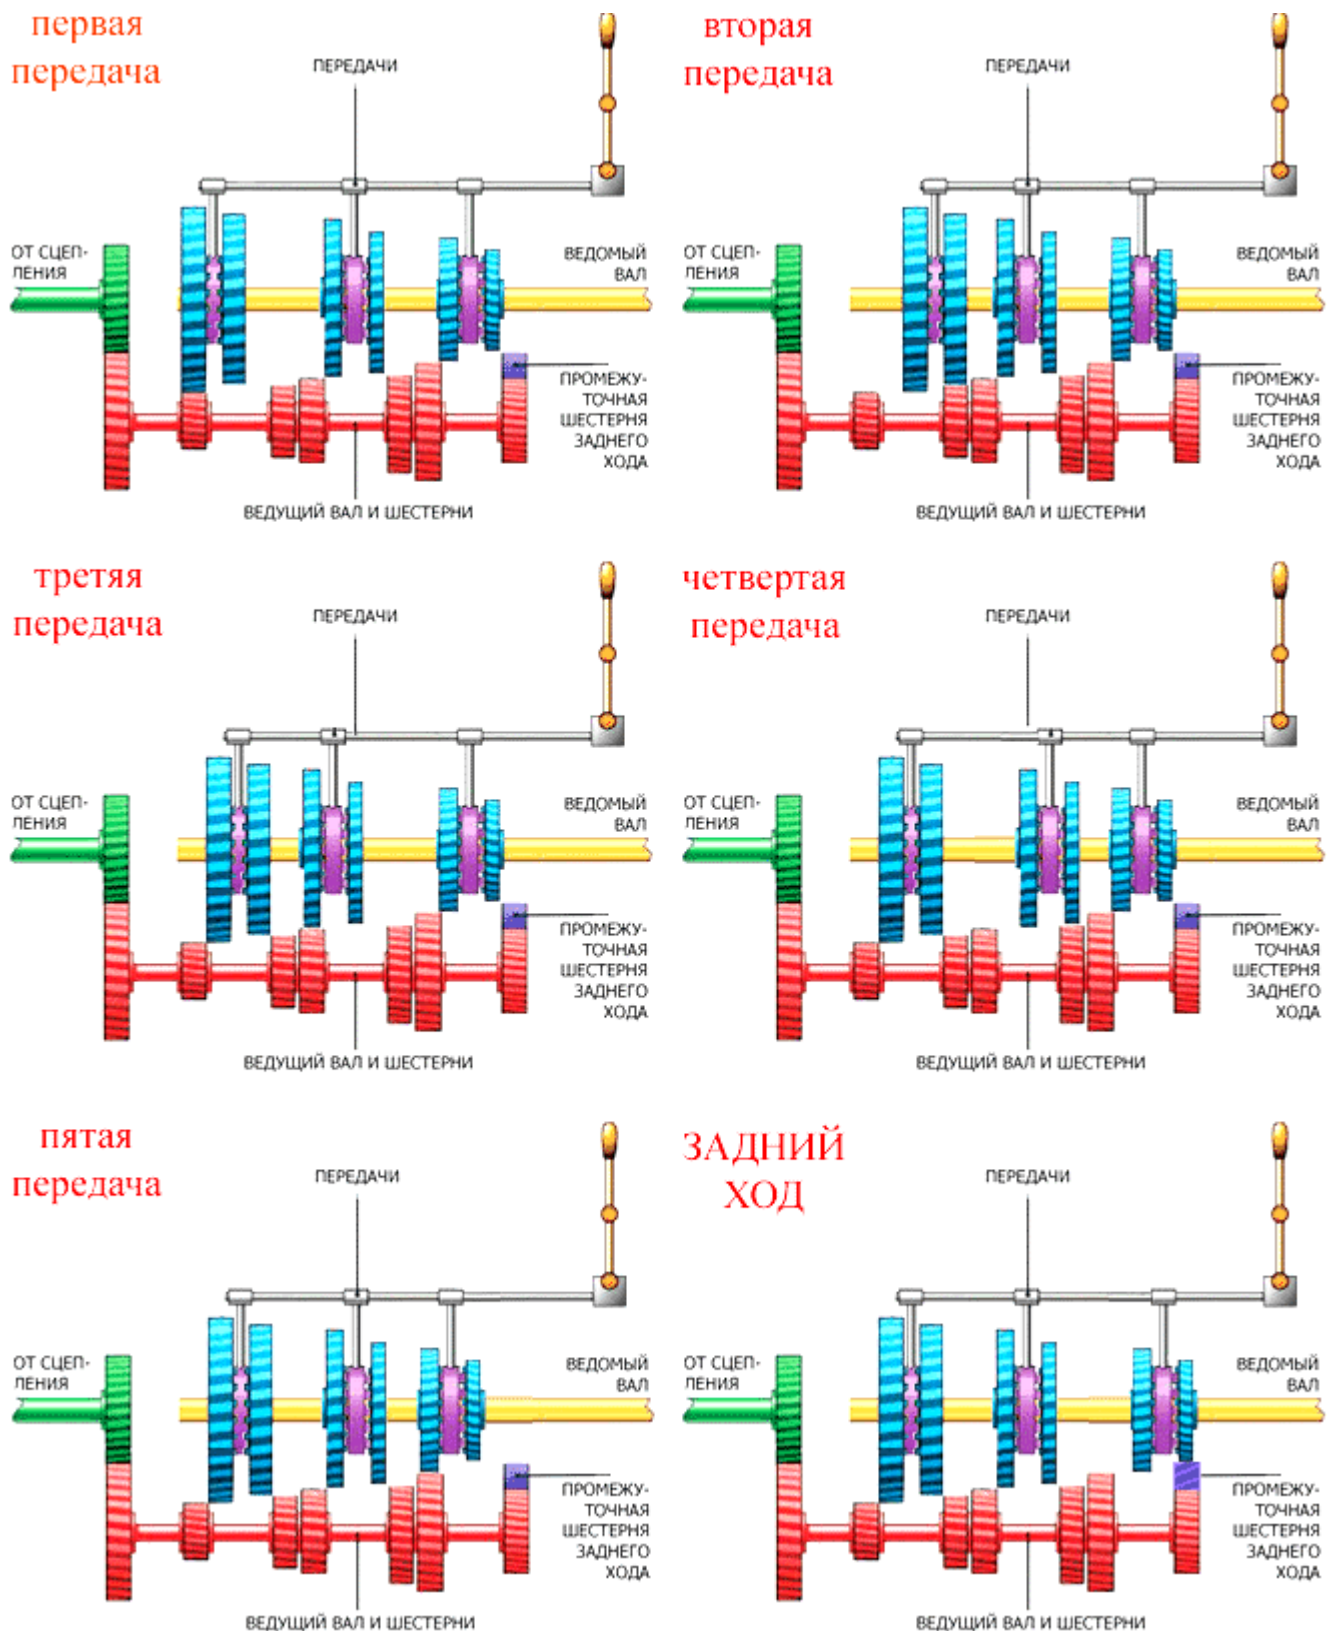 первая
передача
ПЕРЕДАЧИ
ОТ СЦЕП-
ЛЕНИЯ
ВЕДОМЫЙ
ВАЛ
ПРОМЕЖУ-
ТОЧНАЯ
ШЕСТЕРНЯ
ЗАДНЕГО
ХОДА
ВЕДУЩИЙ ВАЛ И ШЕСТЕРНИ
вторая
передача
ПЕРЕДАЧИ
ОТ СЦЕП-
ЛЕНИЯ
ВЕДОМЫЙ
ВАЛ
ПРОМЕЖУ-
ТОЧНАЯ
ШЕСТЕРНЯ
ЗАДНЕГО
ХОДА
ВЕДУЩИЙ ВАЛ И ШЕСТЕРНИ
третяя
передача
ПЕРЕДАЧИ
ОТ СЦЕП-
ЛЕНИЯ
ВЕДОМЫЙ
ВАЛ
ПРОМЕЖУ-
ТОЧНАЯ
ШЕСТЕРНЯ
ЗАДНЕГО
ХОДА
ВЕДУЩИЙ ВАЛ И ШЕСТЕРНИ
четвертая
передача
ПЕРЕДАЧИ
ОТ СЦЕП-
ЛЕНИЯ
ВЕДОМЫЙ
ВАЛ
ПРОМЕЖУ-
ТОЧНАЯ
ШЕСТЕРНЯ
ЗАДНЕГО
ХОДА
ВЕДУЩИЙ ВАЛ И ШЕСТЕРНИ
пятая
передача
ПЕРЕДАЧИ
ОТ СЦЕП-
ЛЕНИЯ
ВЕДОМЫЙ
ВАЛ
ПРОМЕЖУ-
ТОЧНАЯ
ШЕСТЕРНЯ
ЗАДНЕГО
ХОДА
ВЕДУЩИЙ ВАЛ И ШЕСТЕРНИ
ЗАДНИЙ
ХОД
ПЕРЕДАЧИ
ОТ СЦЕП-
ЛЕНИЯ
ВЕДОМЫЙ
ВАЛ
ПРОМЕЖУ-
ТОЧНАЯ
ШЕСТЕРНЯ
ЗАДНЕГО
ХОДА
ВЕДУЩИЙ ВАЛ И ШЕСТЕРНИ